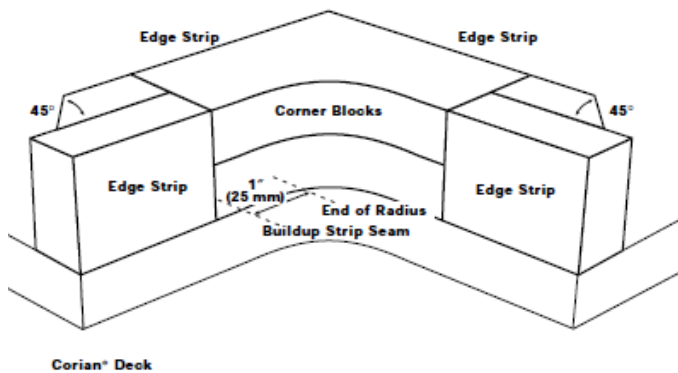 Edge Strip
Edge Strip
45°
45°
Corner Blocks
Edge Strip
Edge Strip
1"
(25 mm)
End of Radius
Buildup Strip Seam
Corian® Deck